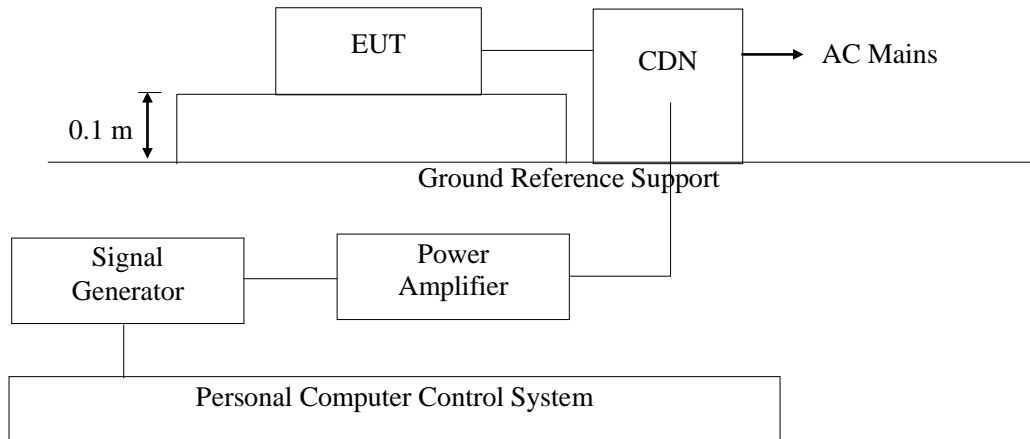 EUT
CDN
AC Mains
0.1 m
Ground Reference Support
Signal
Generator
Power
Amplifier
Personal Computer Control System